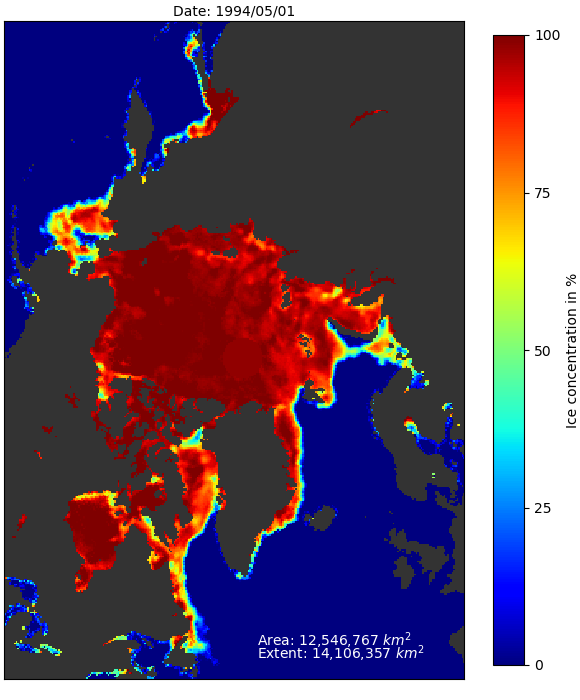 Date: 1994/05/01
100
75
50
25
0
Ice concentration in %
Area: 12,546,767 km²
Extent: 14,106,357 km²